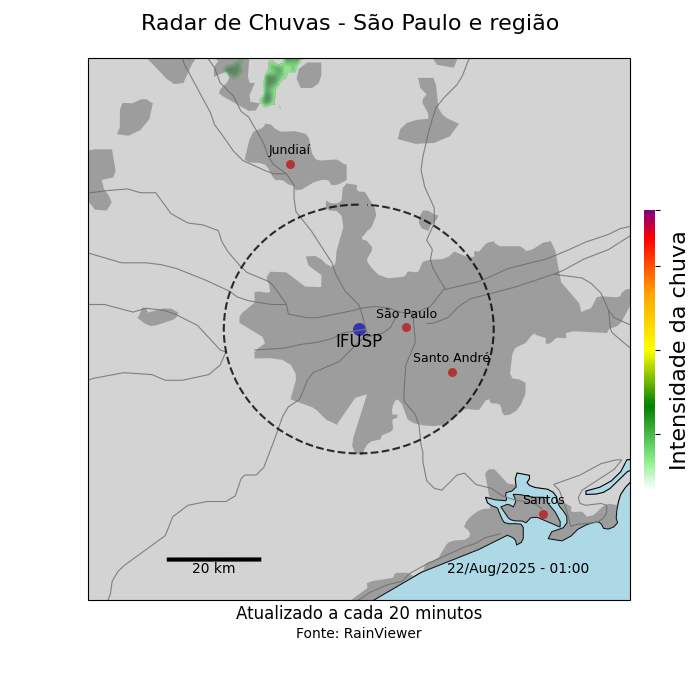 Radar de Chuvas - São Paulo e região
Jundiaí
São Paulo
IFUSP
Santo André
Santos
20 km
22/Aug/2025 - 01:00
Intensidade da chuva
Atualizado a cada 20 minutos
Fonte: RainViewer